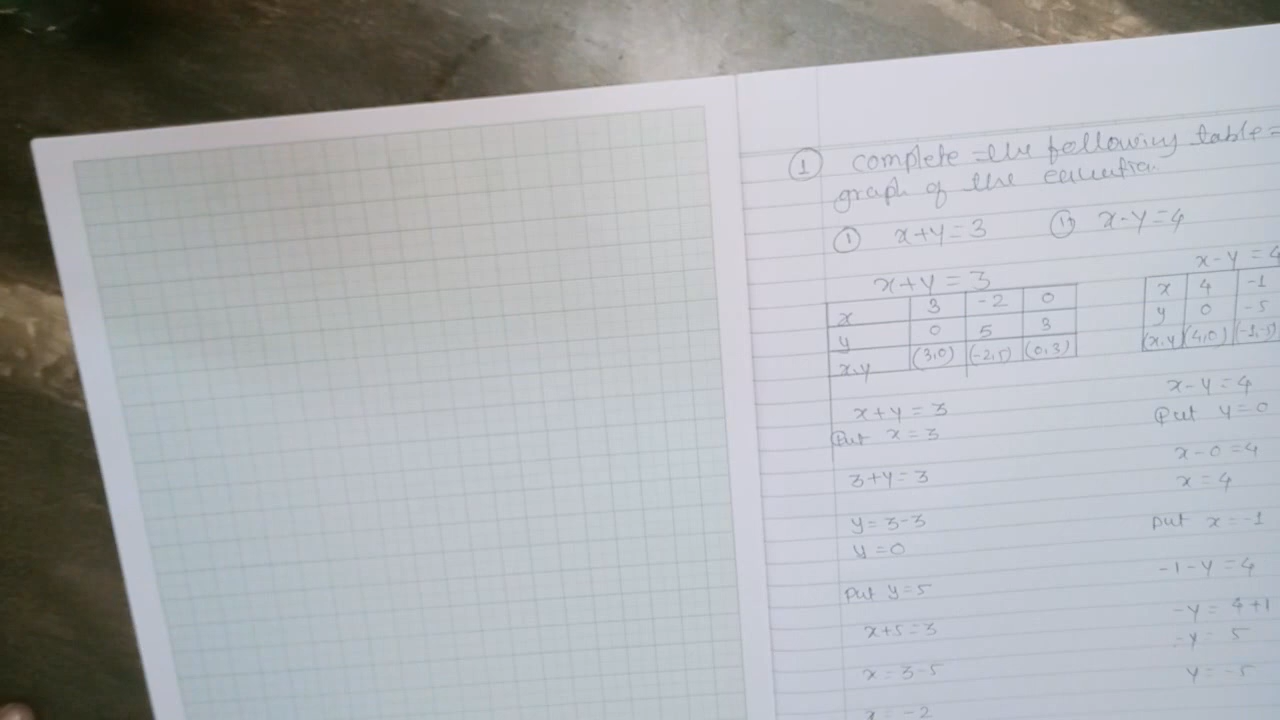 ① complete the following table
graph of the equation.
① x+y=3 ⑪ x-y=4
x+y=3
x 3 -2 0
y 0 5 3
x,y (3,0) (-2,5) (0,3)
x+y=3
Put x=3
3+y=3
y=3-3
y=0
Put y=5
x+5=3
x=3-5
x=-2
x-y=4
x 4 -1
y 0 -5
(x,y) (4,0) (-1,-5)
x-y=4
Put y=0
x-0=4
x=4
put x=-1
-1-y=4
-y=4+1
-y=5
y=-5